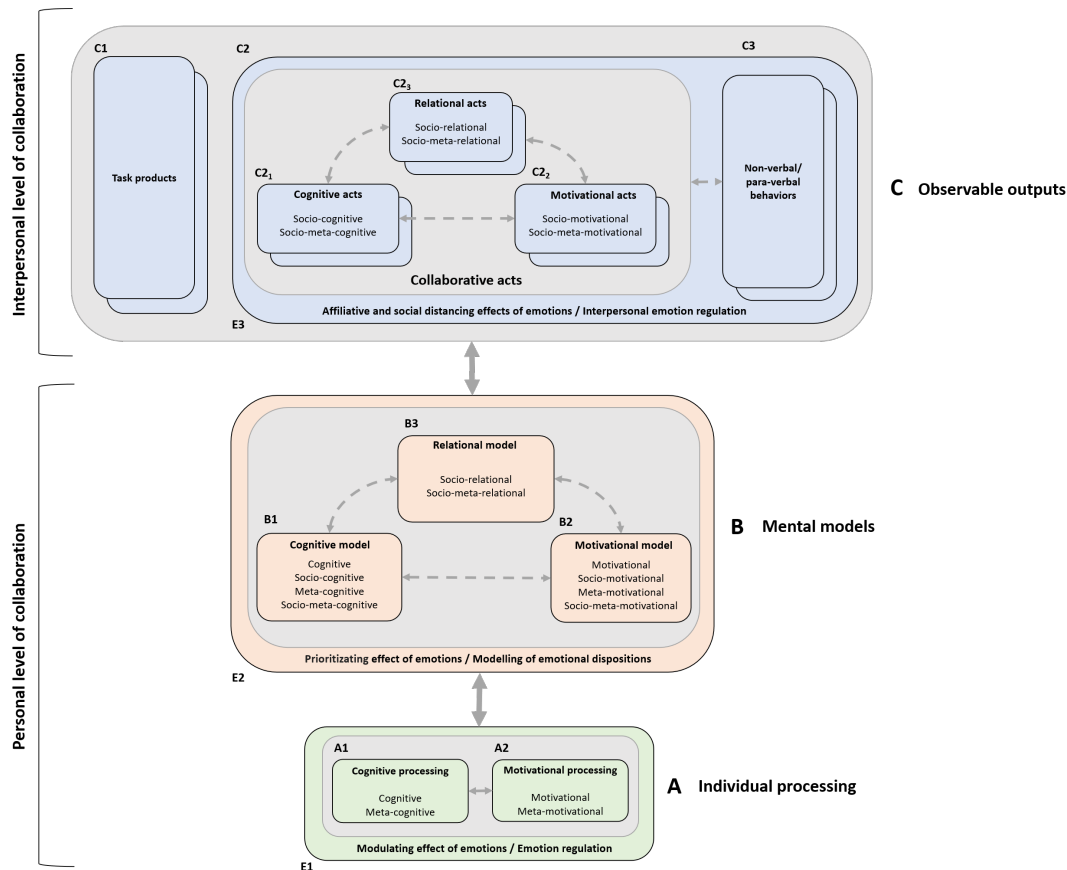 Interpersonal level of collaboration
C1
C2
C3
Task products
C2₃
Relational acts
Socio-relational
Socio-meta-relational
C2₁
Cognitive acts
Socio-cognitive
Socio-meta-cognitive
C2₂
Motivational acts
Socio-motivational
Socio-meta-motivational
Collaborative acts
Non-verbal/
para-verbal
behaviors
Affiliative and social distancing effects of emotions / Interpersonal emotion regulation
E3
C Observable outputs
Personal level of collaboration
B3
Relational model
Socio-relational
Socio-meta-relational
B1
Cognitive model
Cognitive
Socio-cognitive
Meta-cognitive
Socio-meta-cognitive
B2
Motivational model
Motivational
Socio-motivational
Meta-motivational
Socio-meta-motivational
Prioritizating effect of emotions / Modelling of emotional dispositions
E2
B Mental models
A1
Cognitive processing
Cognitive
Meta-cognitive
A2
Motivational processing
Motivational
Meta-motivational
Modulating effect of emotions / Emotion regulation
E1
A Individual processing